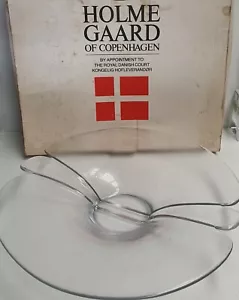 HOLME
GAARD
OF COPENHAGEN
BY APPOINTMENT TO
THE ROYAL DANISH COURT
KONGELIG HOFLEVERANDØR